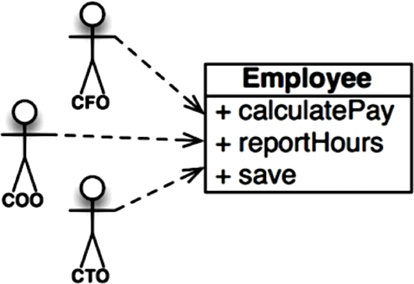 CFO
Employee
+ calculatePay
+ reportHours
COO
+ save
CTO